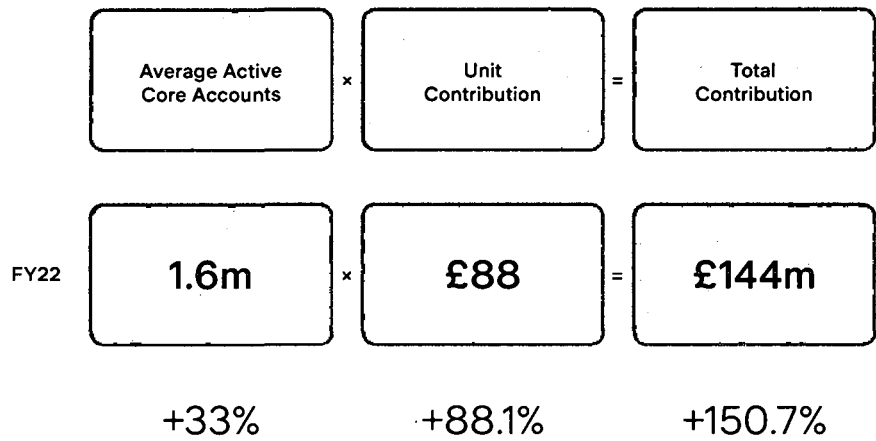 Average Active
Core Accounts
×
Unit
Contribution
=
Total
Contribution
FY22
1.6m
×
£88
=
£144m
+33%
+88.1%
+150.7%